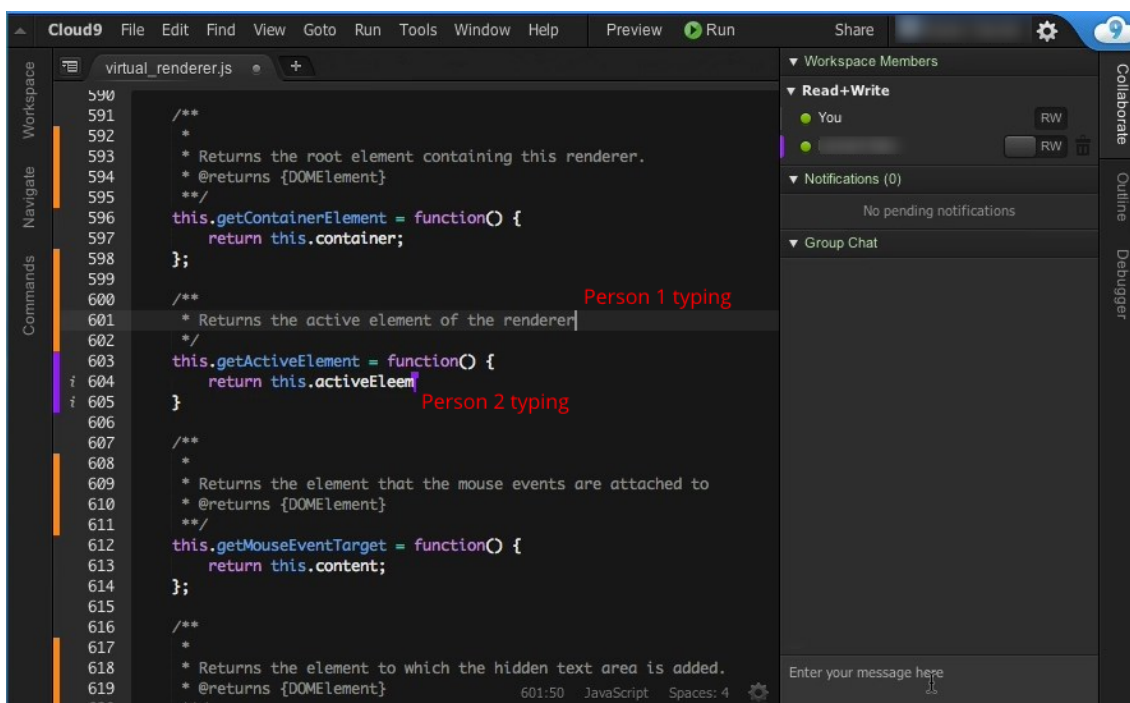 Cloud9 File Edit Find View Goto Run Tools Window Help Preview Run Share 9
virtual_renderer.js +
Workspace
Navigate
Commands
590
591 /**
592 *
593 * Returns the root element containing this renderer.
594 * @returns {DOMElement}
595 **/
596 this.getContainerElement = function() {
597 return this.container;
598 };
599
600 /**
Person 1 typing
601 * Returns the active element of the renderer
602 */
603 this.getActiveElement = function() {
i 604 return this.activeEleem
Person 2 typing
i 605 }
606
607 /**
608 *
609 * Returns the element that the mouse events are attached to
610 * @returns {DOMElement}
611 **/
612 this.getMouseEventTarget = function() {
613 return this.content;
614 };
615
616 /**
617 *
618 * Returns the element to which the hidden text area is added.
619 * @returns {DOMElement}
601:50 JavaScript Spaces: 4
Workspace Members
Read+Write
You RW
RW
Notifications (0)
No pending notifications
Group Chat
Enter your message here
Collaborate
Outline
Debugger